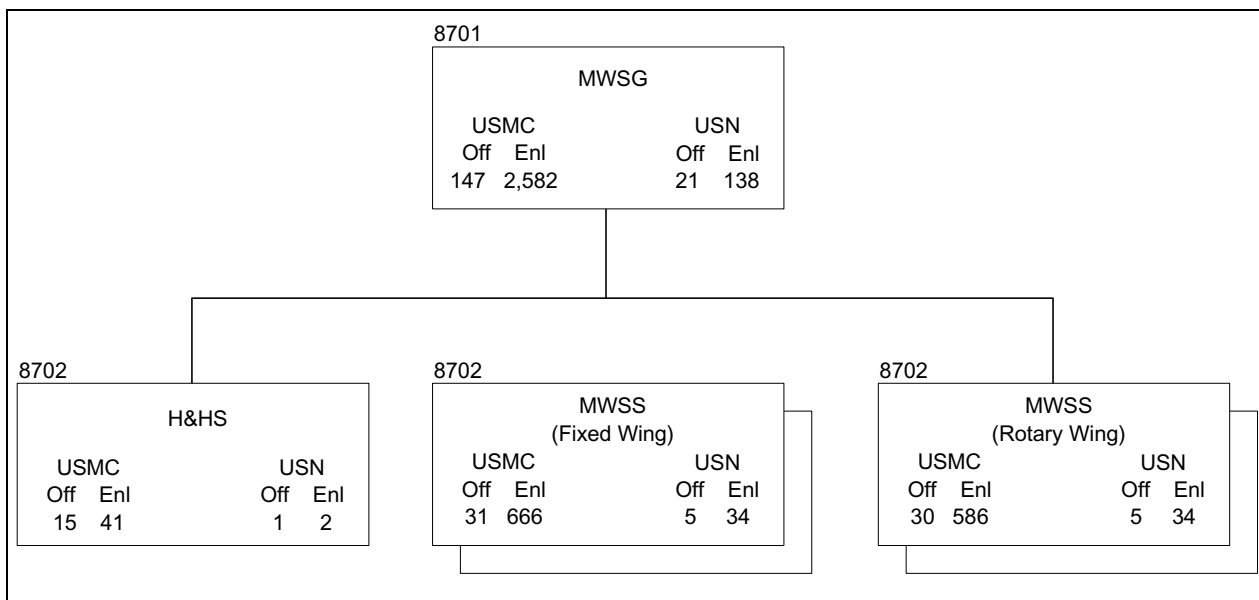 8701
MWSG
USMC USN
Off Enl Off Enl
147 2,582 21 138
8702
H&HS
USMC USN
Off Enl Off Enl
15 41 1 2
8702
MWSS
(Fixed Wing)
USMC USN
Off Enl Off Enl
31 666 5 34
8702
MWSS
(Rotary Wing)
USMC USN
Off Enl Off Enl
30 586 5 34